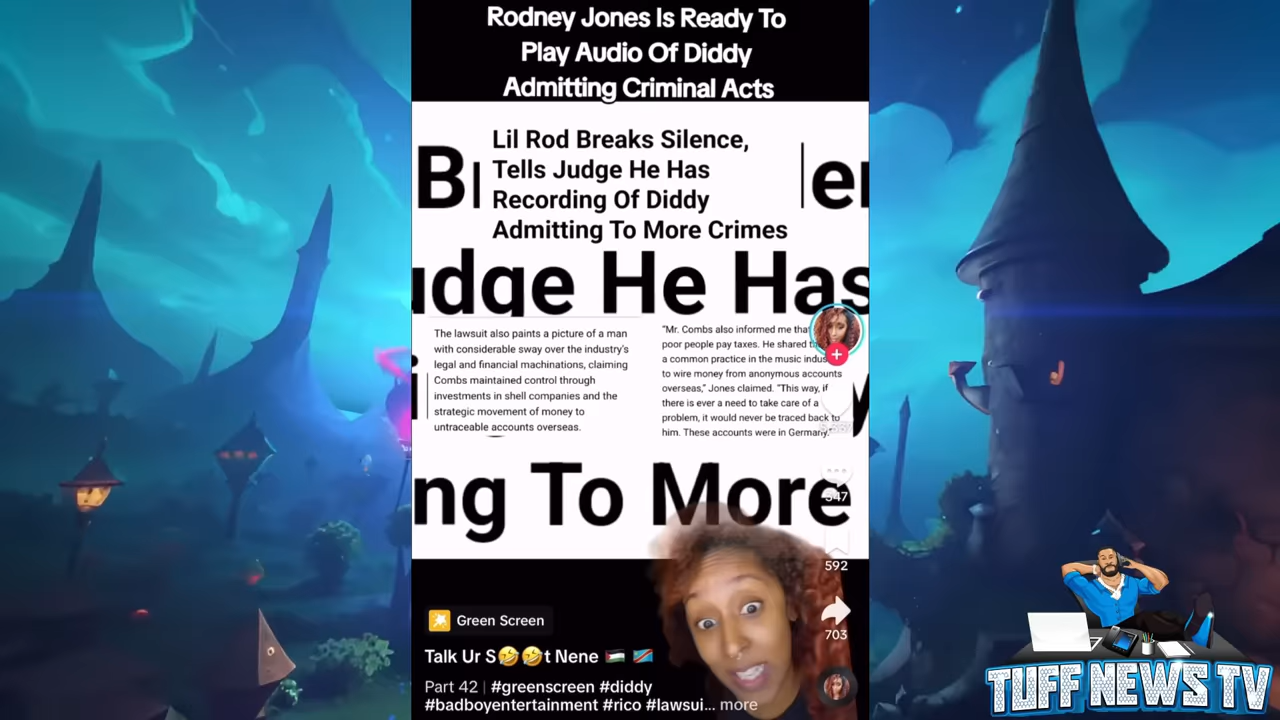 Rodney Jones Is Ready To
Play Audio Of Diddy
Admitting Criminal Acts
Lil Rod Breaks Silence,
Tells Judge He Has
Recording Of Diddy
Admitting To More Crimes
udge He Has
The lawsuit also paints a picture of a man
with considerable sway over the industry's
legal and financial machinations, claiming
Combs maintained control through
investments in shell companies and the
strategic movement of money to
untraceable accounts overseas.
"Mr. Combs also informed me that
poor people pay taxes. He shared
a common practice in the music
to wire money from anonymous accounts
overseas," Jones claimed. "This way, if
there is ever a need to take care of a
problem, it would never be traced back to
him. These accounts were in Germany."
ng To More
547
592
703
Green Screen
Talk Ur S🤣🤣t Nene 🇵🇸 🇨🇩
Part 42 | #greenscreen #diddy
#badboyentertainment #rico #lawsui... more
TUFF NEWS TV